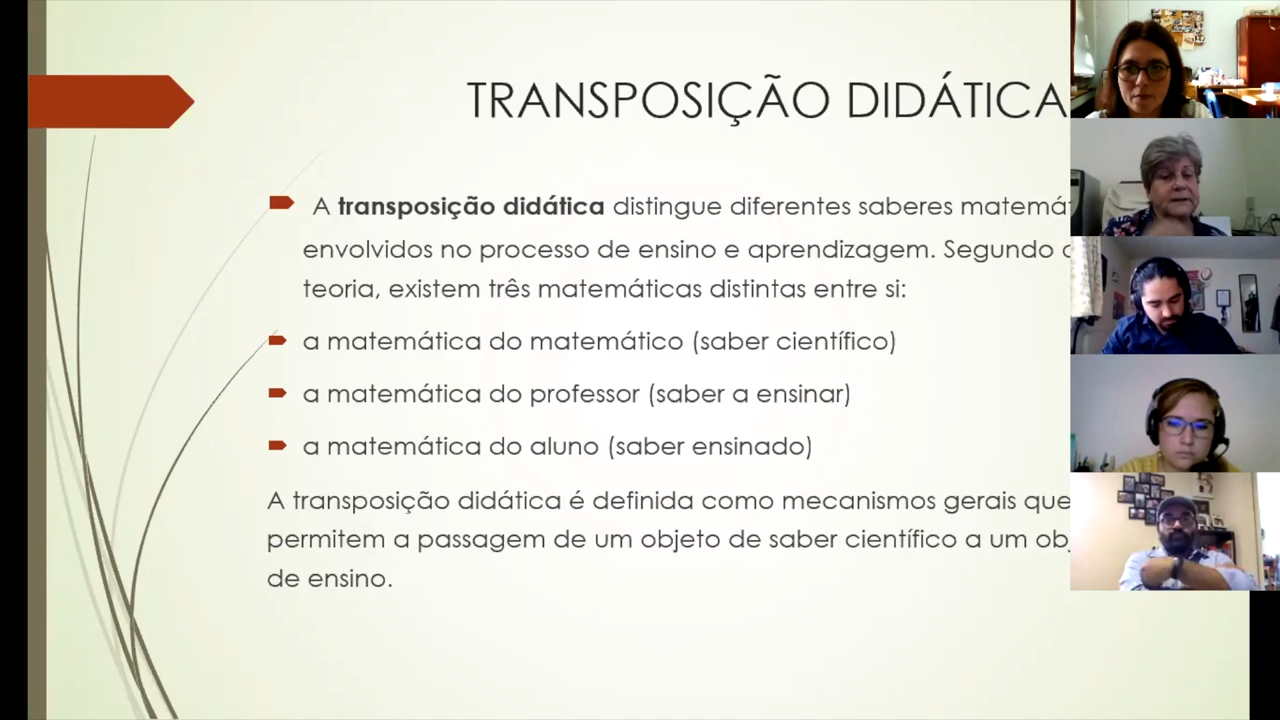 TRANSPOSIÇÃO DIDÁTICA
A transposição didática distingue diferentes saberes
envolvidos no processo de ensino e aprendizagem. Segundo
teoria, existem três matemáticas distintas entre si:
a matemática do matemático (saber científico)
a matemática do professor (saber a ensinar)
a matemática do aluno (saber ensinado)
A transposição didática é definida como mecanismos gerais que
permitem a passagem de um objeto de saber científico a um
de ensino.